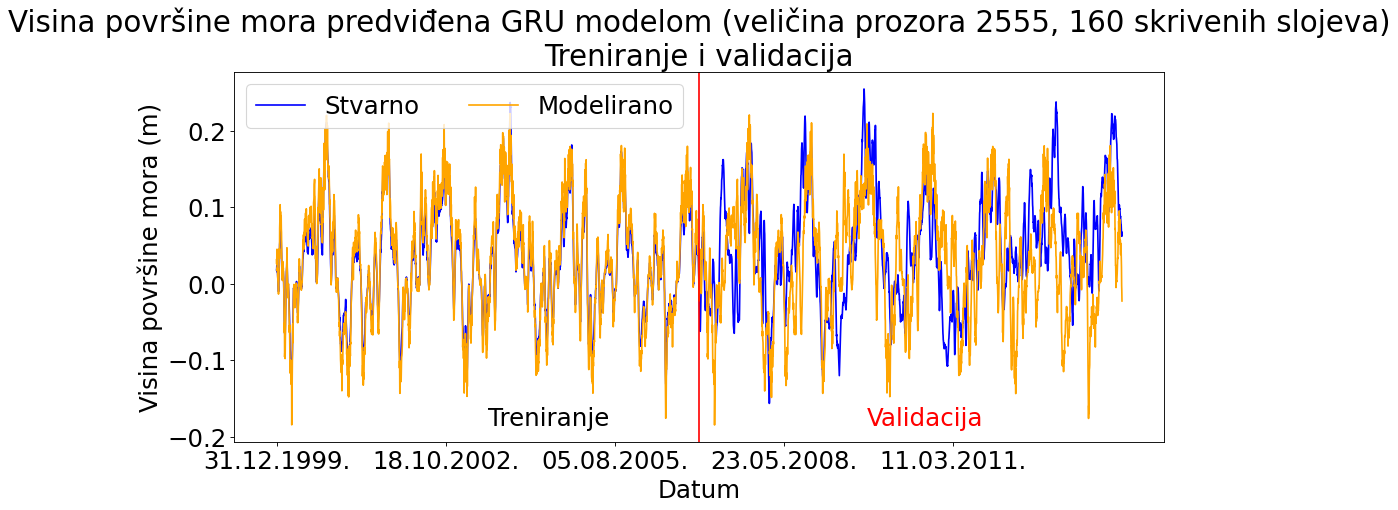 Visina površine mora predviđena GRU modelom (veličina prozora 2555, 160 skrivenih slojeva)
Treniranje i validacija
Stvarno
Modelirano
Visina površine mora (m)
0.2
0.1
0.0
−0.1
−0.2
Treniranje
Validacija
31.12.1999.
18.10.2002.
05.08.2005.
23.05.2008.
11.03.2011.
Datum